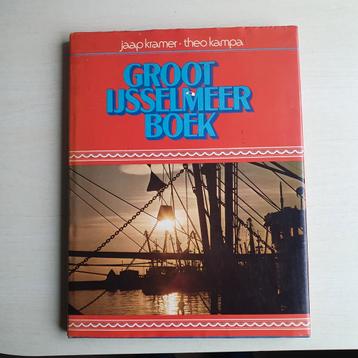 jaap kramer • theo kampa
GROOT
IJSSELMEER
BOEK